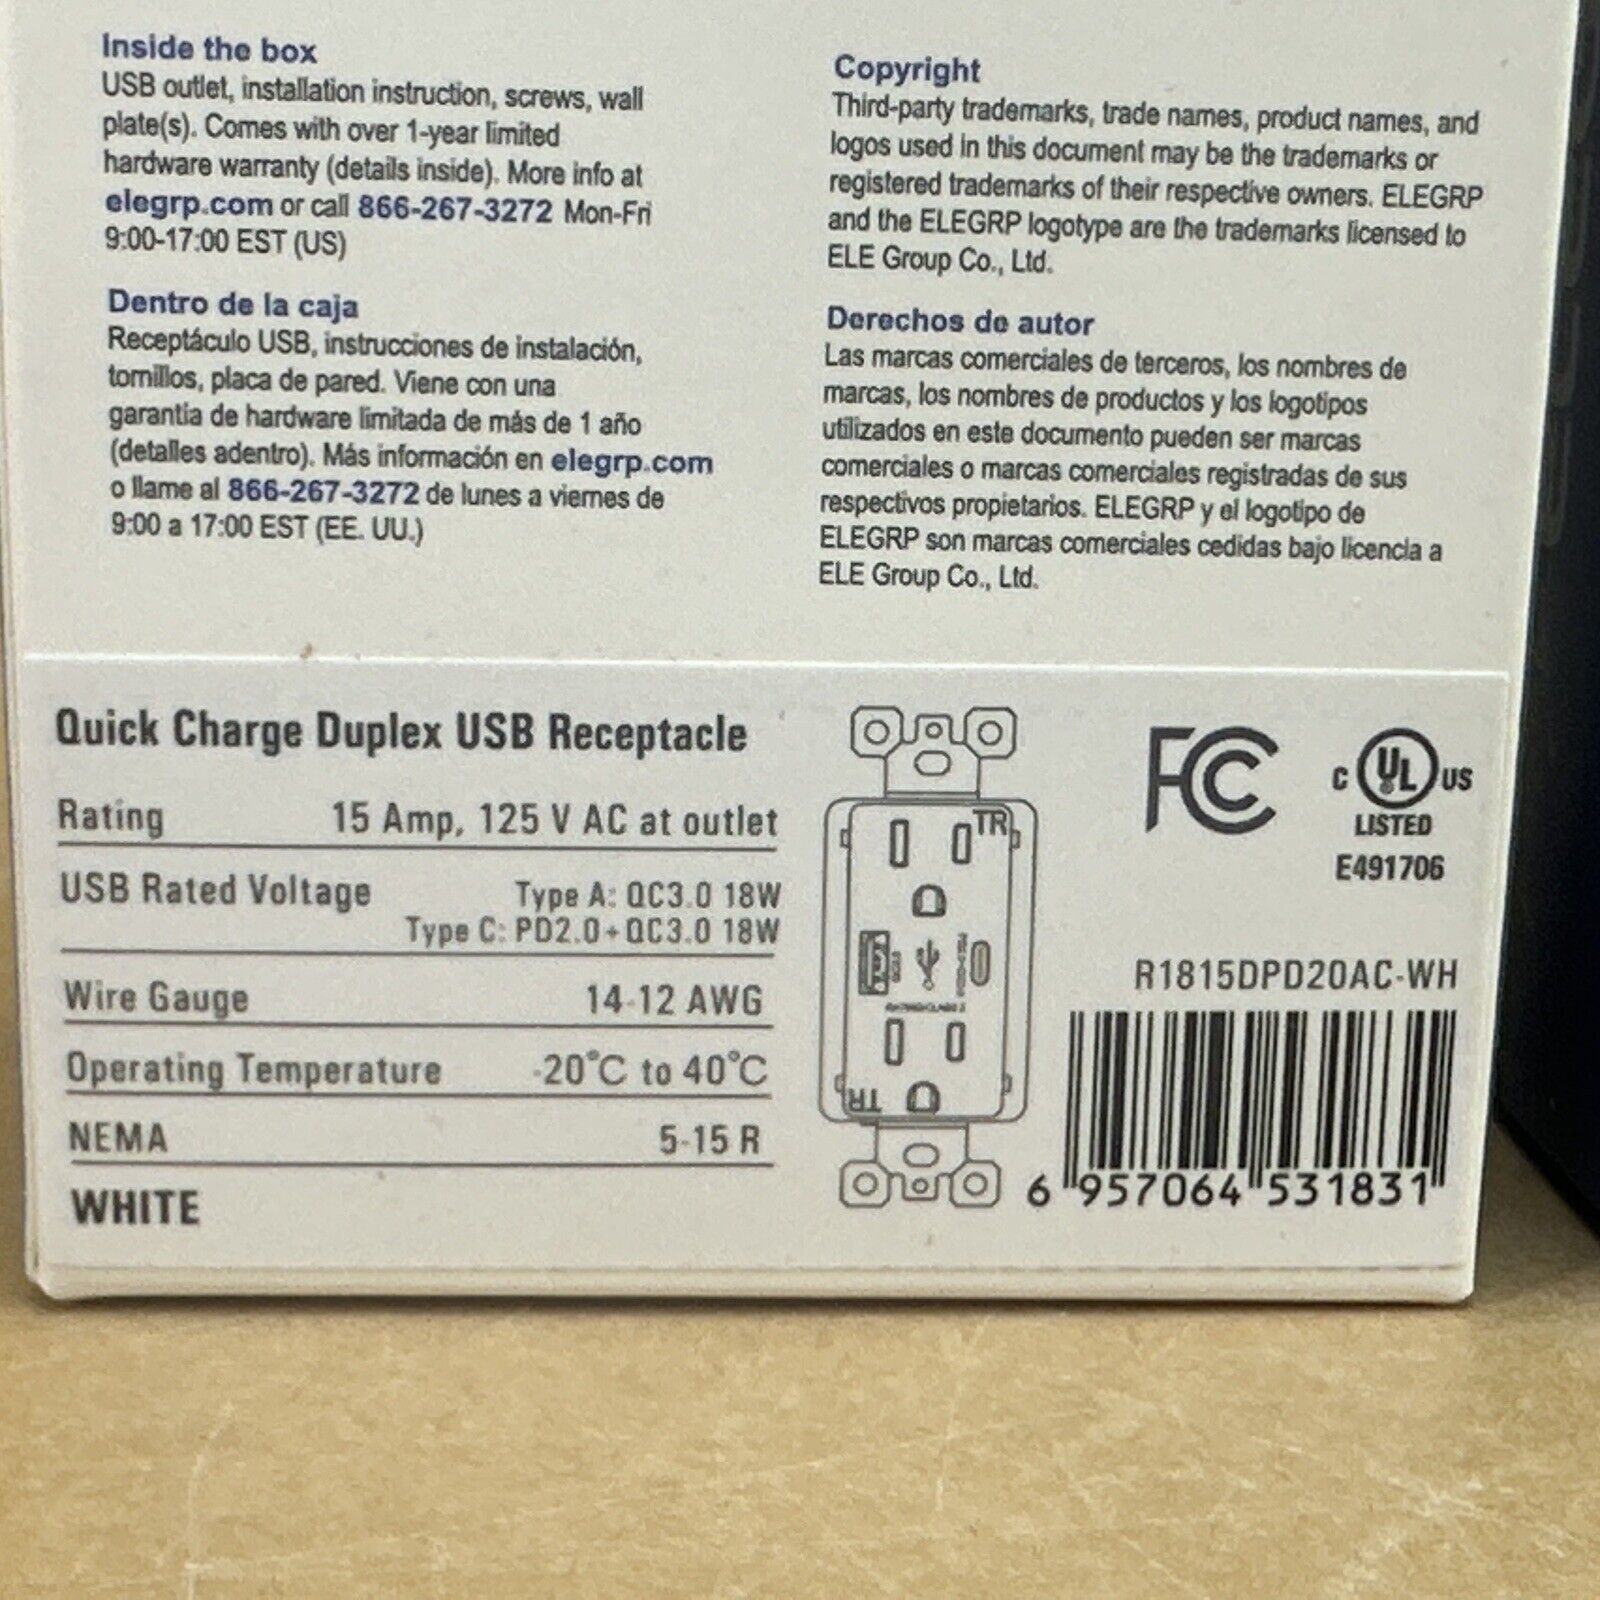 Inside the box
USB outlet, installation instruction, screws, wall
plate(s). Comes with over 1-year limited
hardware warranty (details inside). More info at
elegrp.com or call 866-267-3272 Mon-Fri
9:00-17:00 EST (US)
Dentro de la caja
Receptáculo USB, instrucciones de instalación,
tornillos, placa de pared. Viene con una
garantia de hardware limitada de más de 1 año
(detalles adentro). Más información en elegrp.com
o llame al 866-267-3272 de lunes a viernes de
9:00 a 17:00 EST (EE. UU.)
Copyright
Third-party trademarks, trade names, product names, and
logos used in this document may be the trademarks or
registered trademarks of their respective owners. ELEGRP
and the ELEGRP logotype are the trademarks licensed to
ELE Group Co., Ltd.
Derechos de autor
Las marcas comerciales de terceros, los nombres de
marcas, los nombres de productos y los logotipos
utilizados en este documento pueden ser marcas
comerciales o marcas comerciales registradas de sus
respectivos propietarios. ELEGRP y el logotipo de
ELEGRP son marcas comerciales cedidas bajo licencia a
ELE Group Co., Ltd.
Quick Charge Duplex USB Receptacle
Rating 15 Amp, 125 V AC at outlet
USB Rated Voltage Type A: QC3.0 18W
Type C: PD2.0+QC3.0 18W
Wire Gauge 14-12 AWG
Operating Temperature -20°C to 40°C
NEMA 5-15 R
WHITE
TR
TR
FC
C UL US
LISTED
E491706
R1815DPD20AC-WH
6 957064 531831